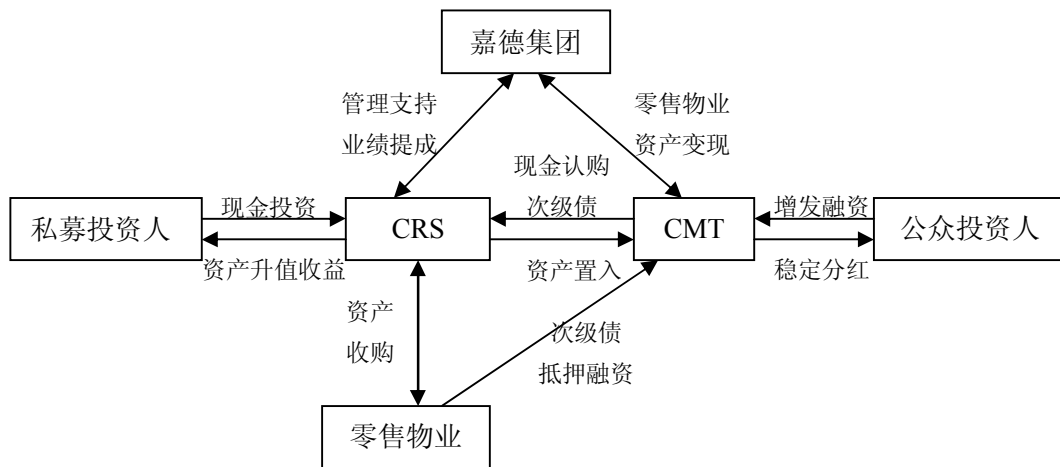 嘉德集团
管理支持
业绩提成
零售物业
资产变现
现金认购
次级债
私募投资人
现金投资
资产升值收益
CRS
资产置入
CMT
增发融资
稳定分红
公众投资人
资产
收购
次级债
抵押融资
零售物业